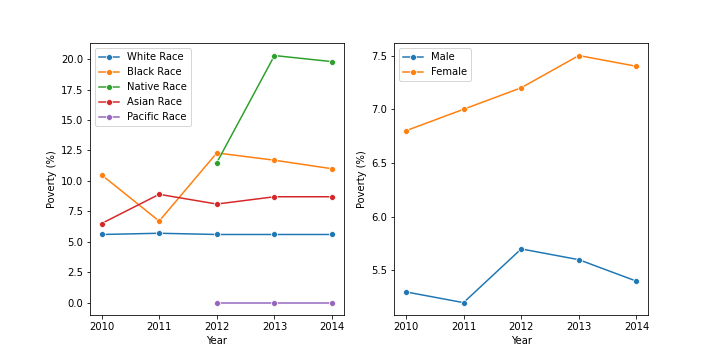 20.0
17.5
15.0
12.5
10.0
7.5
5.0
2.5
0.0
Poverty (%)
White Race
Black Race
Native Race
Asian Race
Pacific Race
2010 2011 2012 2013 2014
Year
7.5
7.0
6.5
6.0
5.5
Poverty (%)
Male
Female
2010 2011 2012 2013 2014
Year